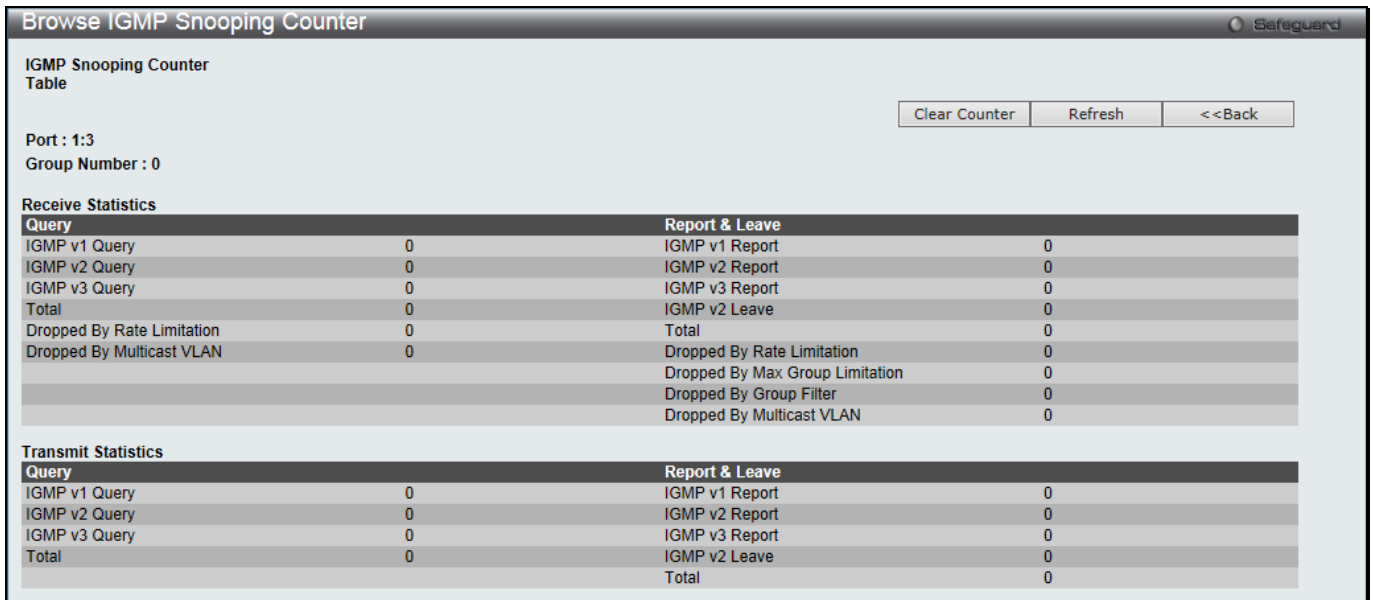 Browse IGMP Snooping Counter
Safeguard
IGMP Snooping Counter
Table
Clear Counter Refresh <<Back
Port : 1:3
Group Number : 0
Receive Statistics
Query Report & Leave
IGMP v1 Query 0 IGMP v1 Report 0
IGMP v2 Query 0 IGMP v2 Report 0
IGMP v3 Query 0 IGMP v3 Report 0
Total 0 IGMP v2 Leave 0
Dropped By Rate Limitation 0 Total 0
Dropped By Multicast VLAN 0 Dropped By Rate Limitation 0
Dropped By Max Group Limitation 0
Dropped By Group Filter 0
Dropped By Multicast VLAN 0
Transmit Statistics
Query Report & Leave
IGMP v1 Query 0 IGMP v1 Report 0
IGMP v2 Query 0 IGMP v2 Report 0
IGMP v3 Query 0 IGMP v3 Report 0
Total 0 IGMP v2 Leave 0
Total 0